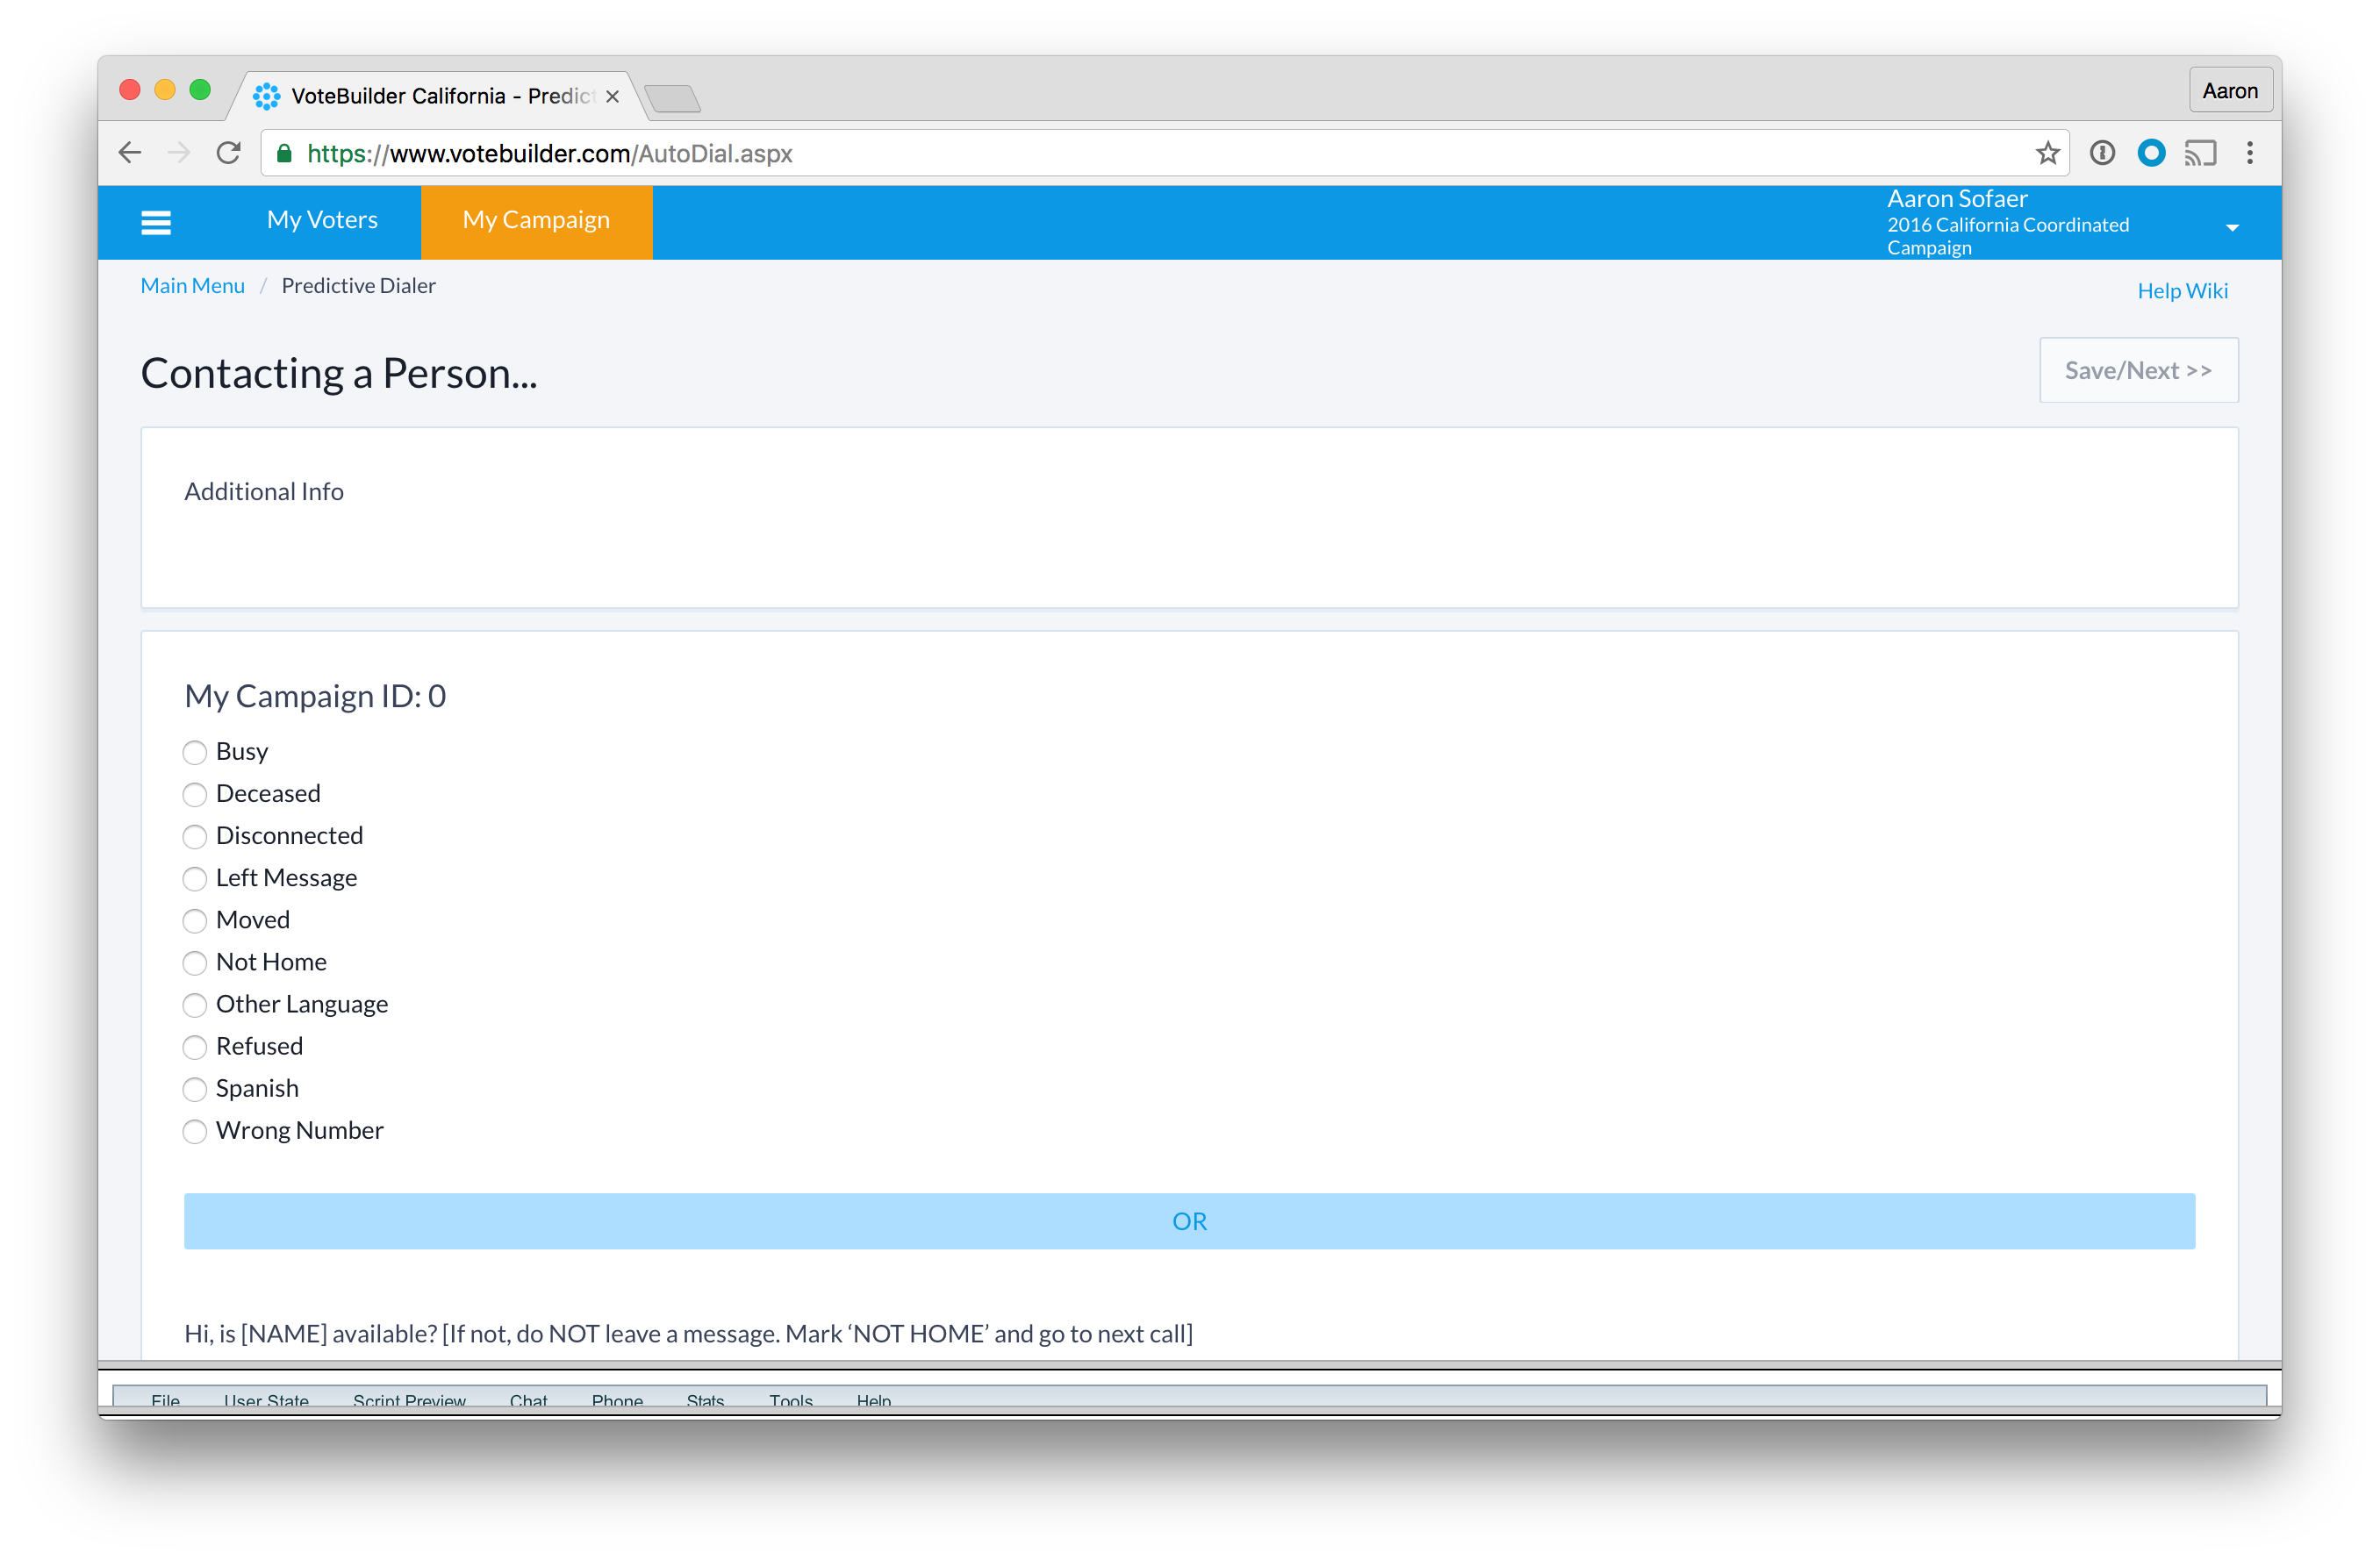 VoteBuilder California - Predict
Aaron
https://www.votebuilder.com/AutoDial.aspx
My Voters
My Campaign
Aaron Sofaer
2016 California Coordinated
Campaign
Main Menu / Predictive Dialer
Help Wiki
Contacting a Person...
Save/Next >>
Additional Info
My Campaign ID: 0
Busy
Deceased
Disconnected
Left Message
Moved
Not Home
Other Language
Refused
Spanish
Wrong Number
OR
Hi, is [NAME] available? [If not, do NOT leave a message. Mark ‘NOT HOME’ and go to next call]
File User State Script Preview Chat Phone Stats Tools Help